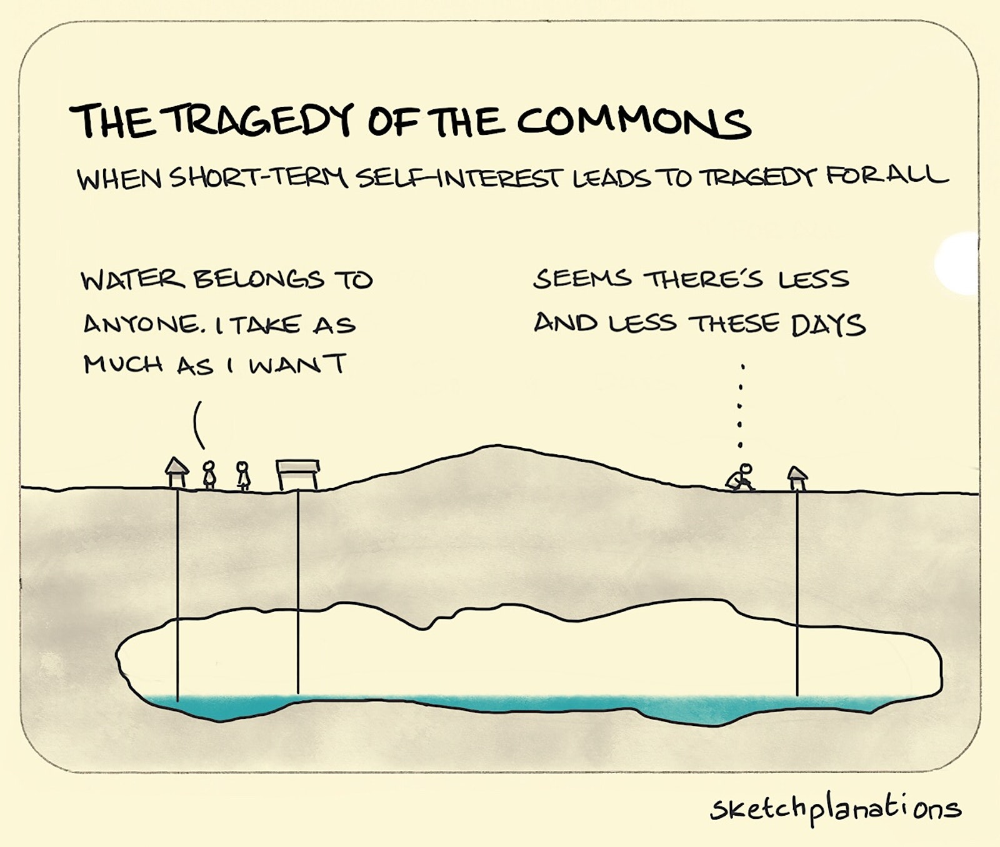 THE TRAGEDY OF THE COMMONS
WHEN SHORT-TERM SELF-INTEREST LEADS TO TRAGEDY FOR ALL
WATER BELONGS TO
ANYONE. I TAKE AS
MUCH AS I WANT
SEEMS THERE'S LESS
AND LESS THESE DAYS
sketchplanations